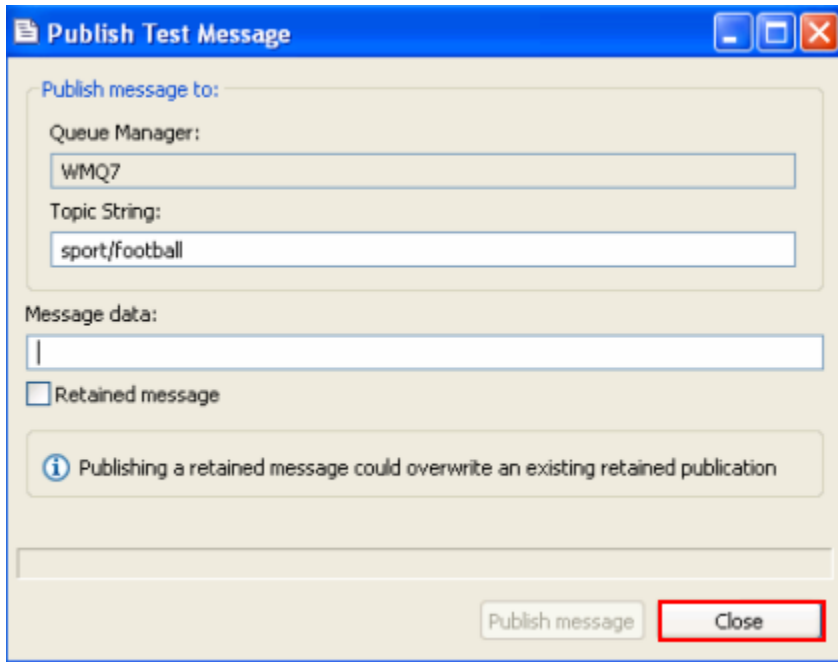 Publish Test Message
Publish message to:
Queue Manager:
WMQ7
Topic String:
sport/football
Message data:
Retained message
Publishing a retained message could overwrite an existing retained publication
Publish message Close